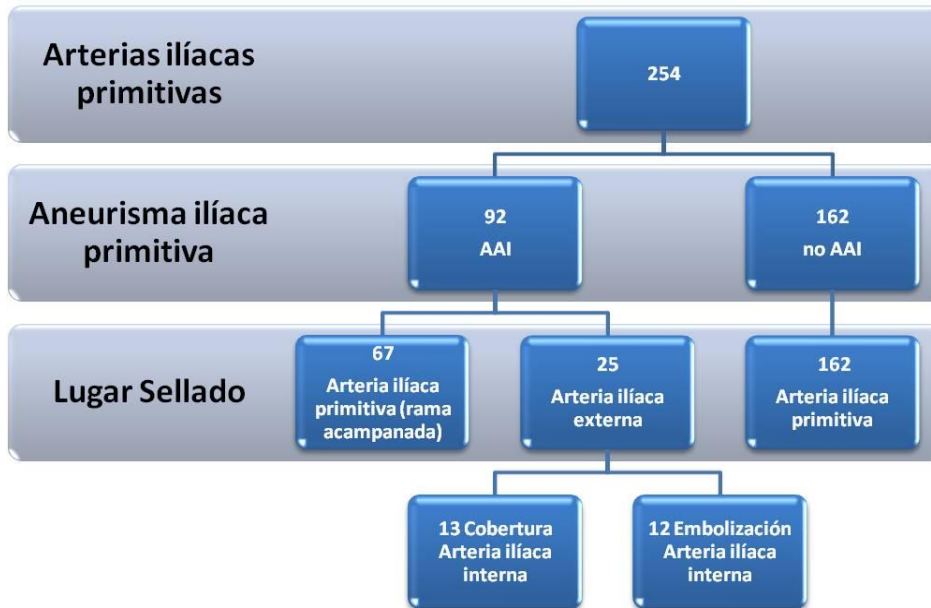 Arterias ilíacas
primitivas
254
Aneurisma ilíaca
primitiva
92
AAI
162
no AAI
Lugar Sellado
67
Arteria ilíaca
primitiva (rama
acampanada)
25
Arteria ilíaca
externa
162
Arteria ilíaca
primitiva
13 Cobertura
Arteria ilíaca
interna
12 Embolización
Arteria ilíaca
interna